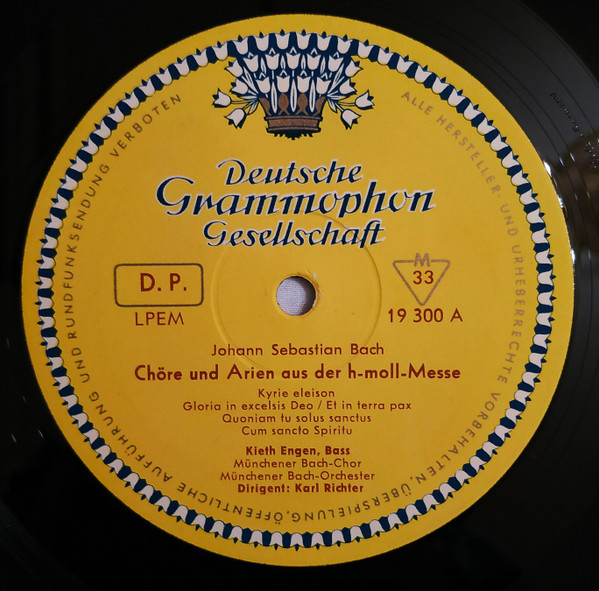 Deutsche
Grammophon
Gesellschaft
D. P.
LPEM
M
33
19 300 A
Johann Sebastian Bach
Chöre und Arien aus der h-moll-Messe
Kyrie eleison
Gloria in excelsis Deo / Et in terra pax
Quoniam tu solus sanctus
Cum sancto Spiritu
Kieth Engen, Bass
Münchener Bach-Chor
Münchener Bach-Orchester
Dirigent: Karl Richter
ALLE HERSTELLER- UND URHEBERRECHTE VORBEHALTEN, ÜBERSPIELUNG, ÖFFENTLICHE AUFFÜHRUNG UND RUNDFUNKSENDUNG VERBOTEN